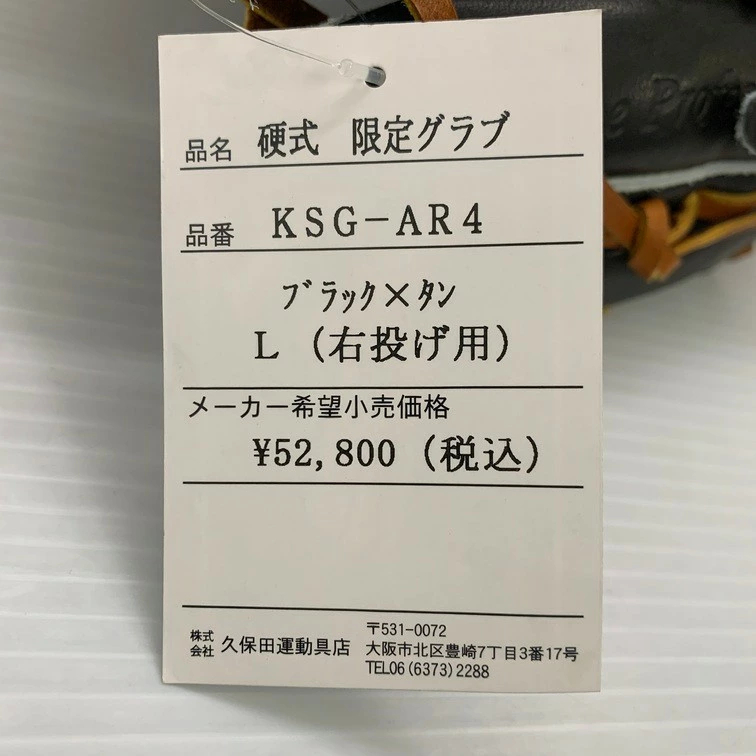 品名 硬式 限定グラブ
品番 KSG-AR4
ﾌﾞﾗｯｸ×ﾀﾝ
L (右投げ用)
メーカー希望小売価格
¥52,800 (税込)
株式会社 久保田運動具店
〒531-0072
大阪市北区豊崎7丁目3番17号
TEL06(6373)2288